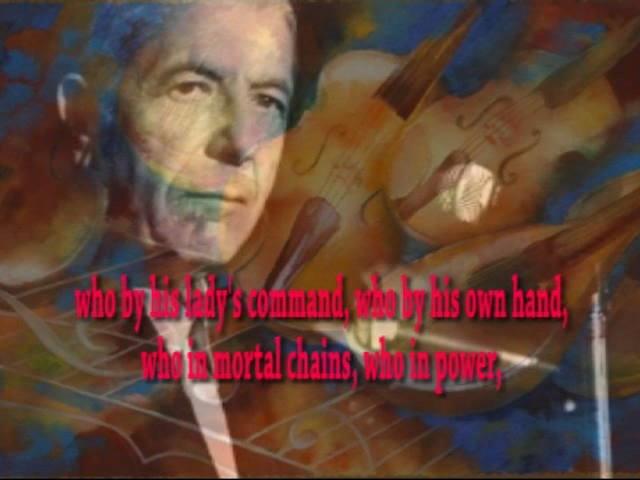 who by his lady's command, who by his own hand,
who in mortal chains, who in power,